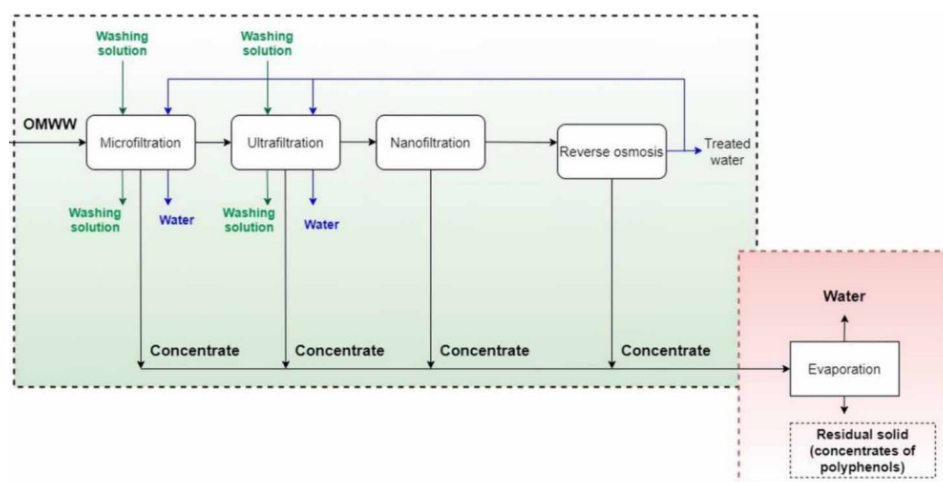 Washing
solution
Washing
solution
OMWW
Microfiltration
Ultrafiltration
Nanofiltration
Reverse osmosis
Treated
water
Washing
solution
Water
Washing
solution
Water
Concentrate
Concentrate
Concentrate
Concentrate
Water
Evaporation
Residual solid
(concentrates of
polyphenols)